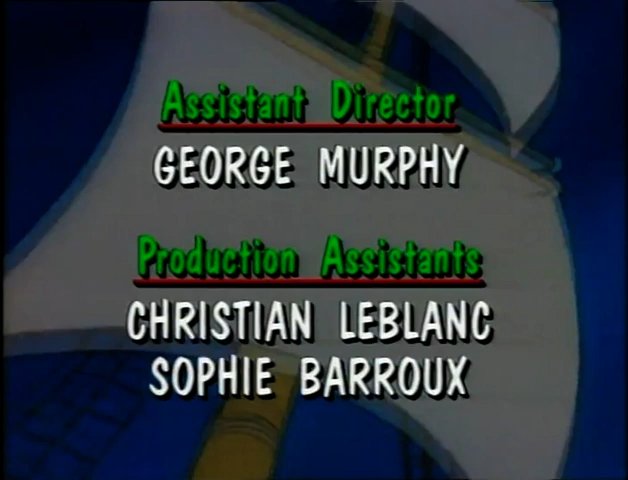 Assistant Director
GEORGE MURPHY
Production Assistants
CHRISTIAN LEBLANC
SOPHIE BARROUX